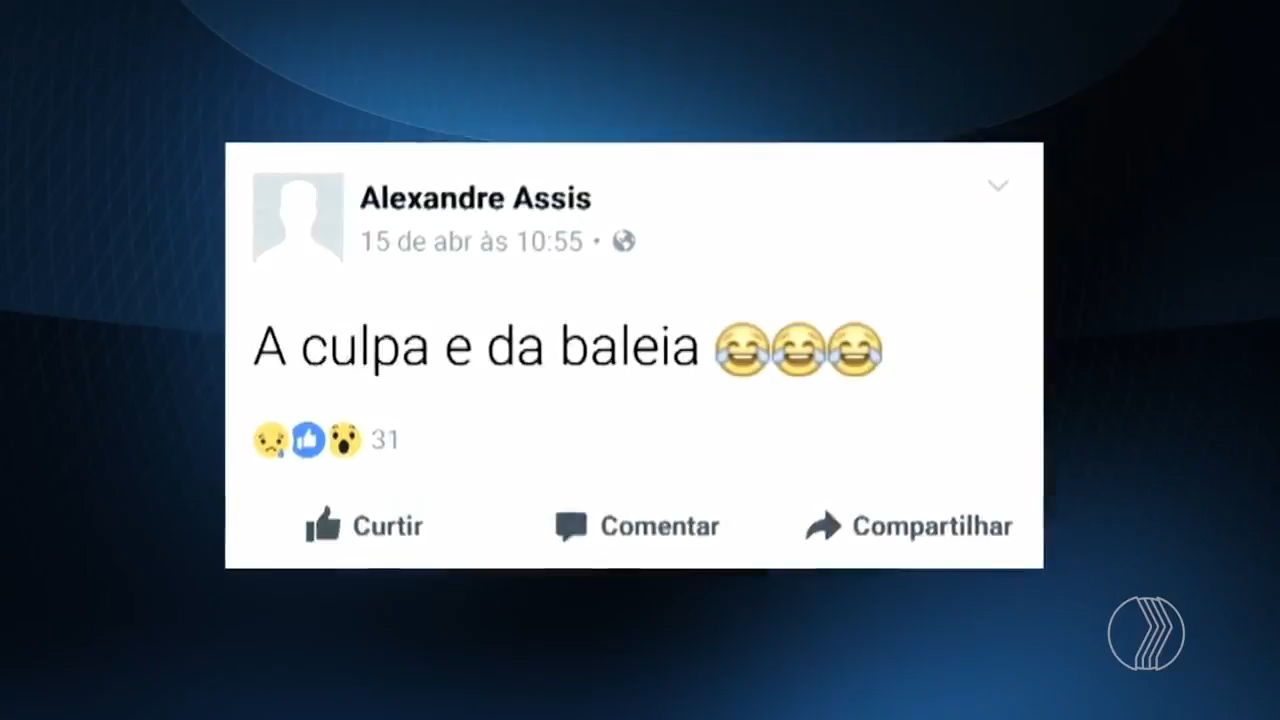 Alexandre Assis
15 de abr às 10:55 •
A culpa e da baleia 😂😂😂
31
Curtir
Comentar
Compartilhar